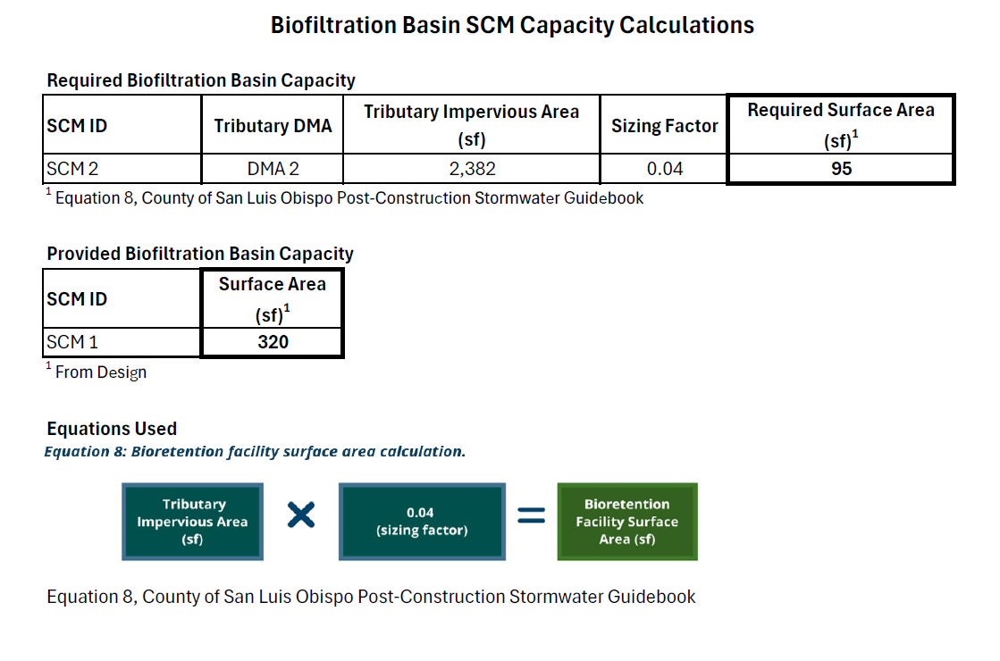 Biofiltration Basin SCM Capacity Calculations
Required Biofiltration Basin Capacity
SCM ID Tributary DMA Tributary Impervious Area (sf) Sizing Factor Required Surface Area (sf)¹
SCM 2 DMA 2 2,382 0.04 95
¹ Equation 8, County of San Luis Obispo Post-Construction Stormwater Guidebook
Provided Biofiltration Basin Capacity
SCM ID Surface Area (sf)¹
SCM 1 320
¹ From Design
Equations Used
Equation 8: Bioretention facility surface area calculation.
Tributary
Impervious Area
(sf)
×
0.04
(sizing factor)
=
Bioretention
Facility Surface
Area (sf)
Equation 8, County of San Luis Obispo Post-Construction Stormwater Guidebook